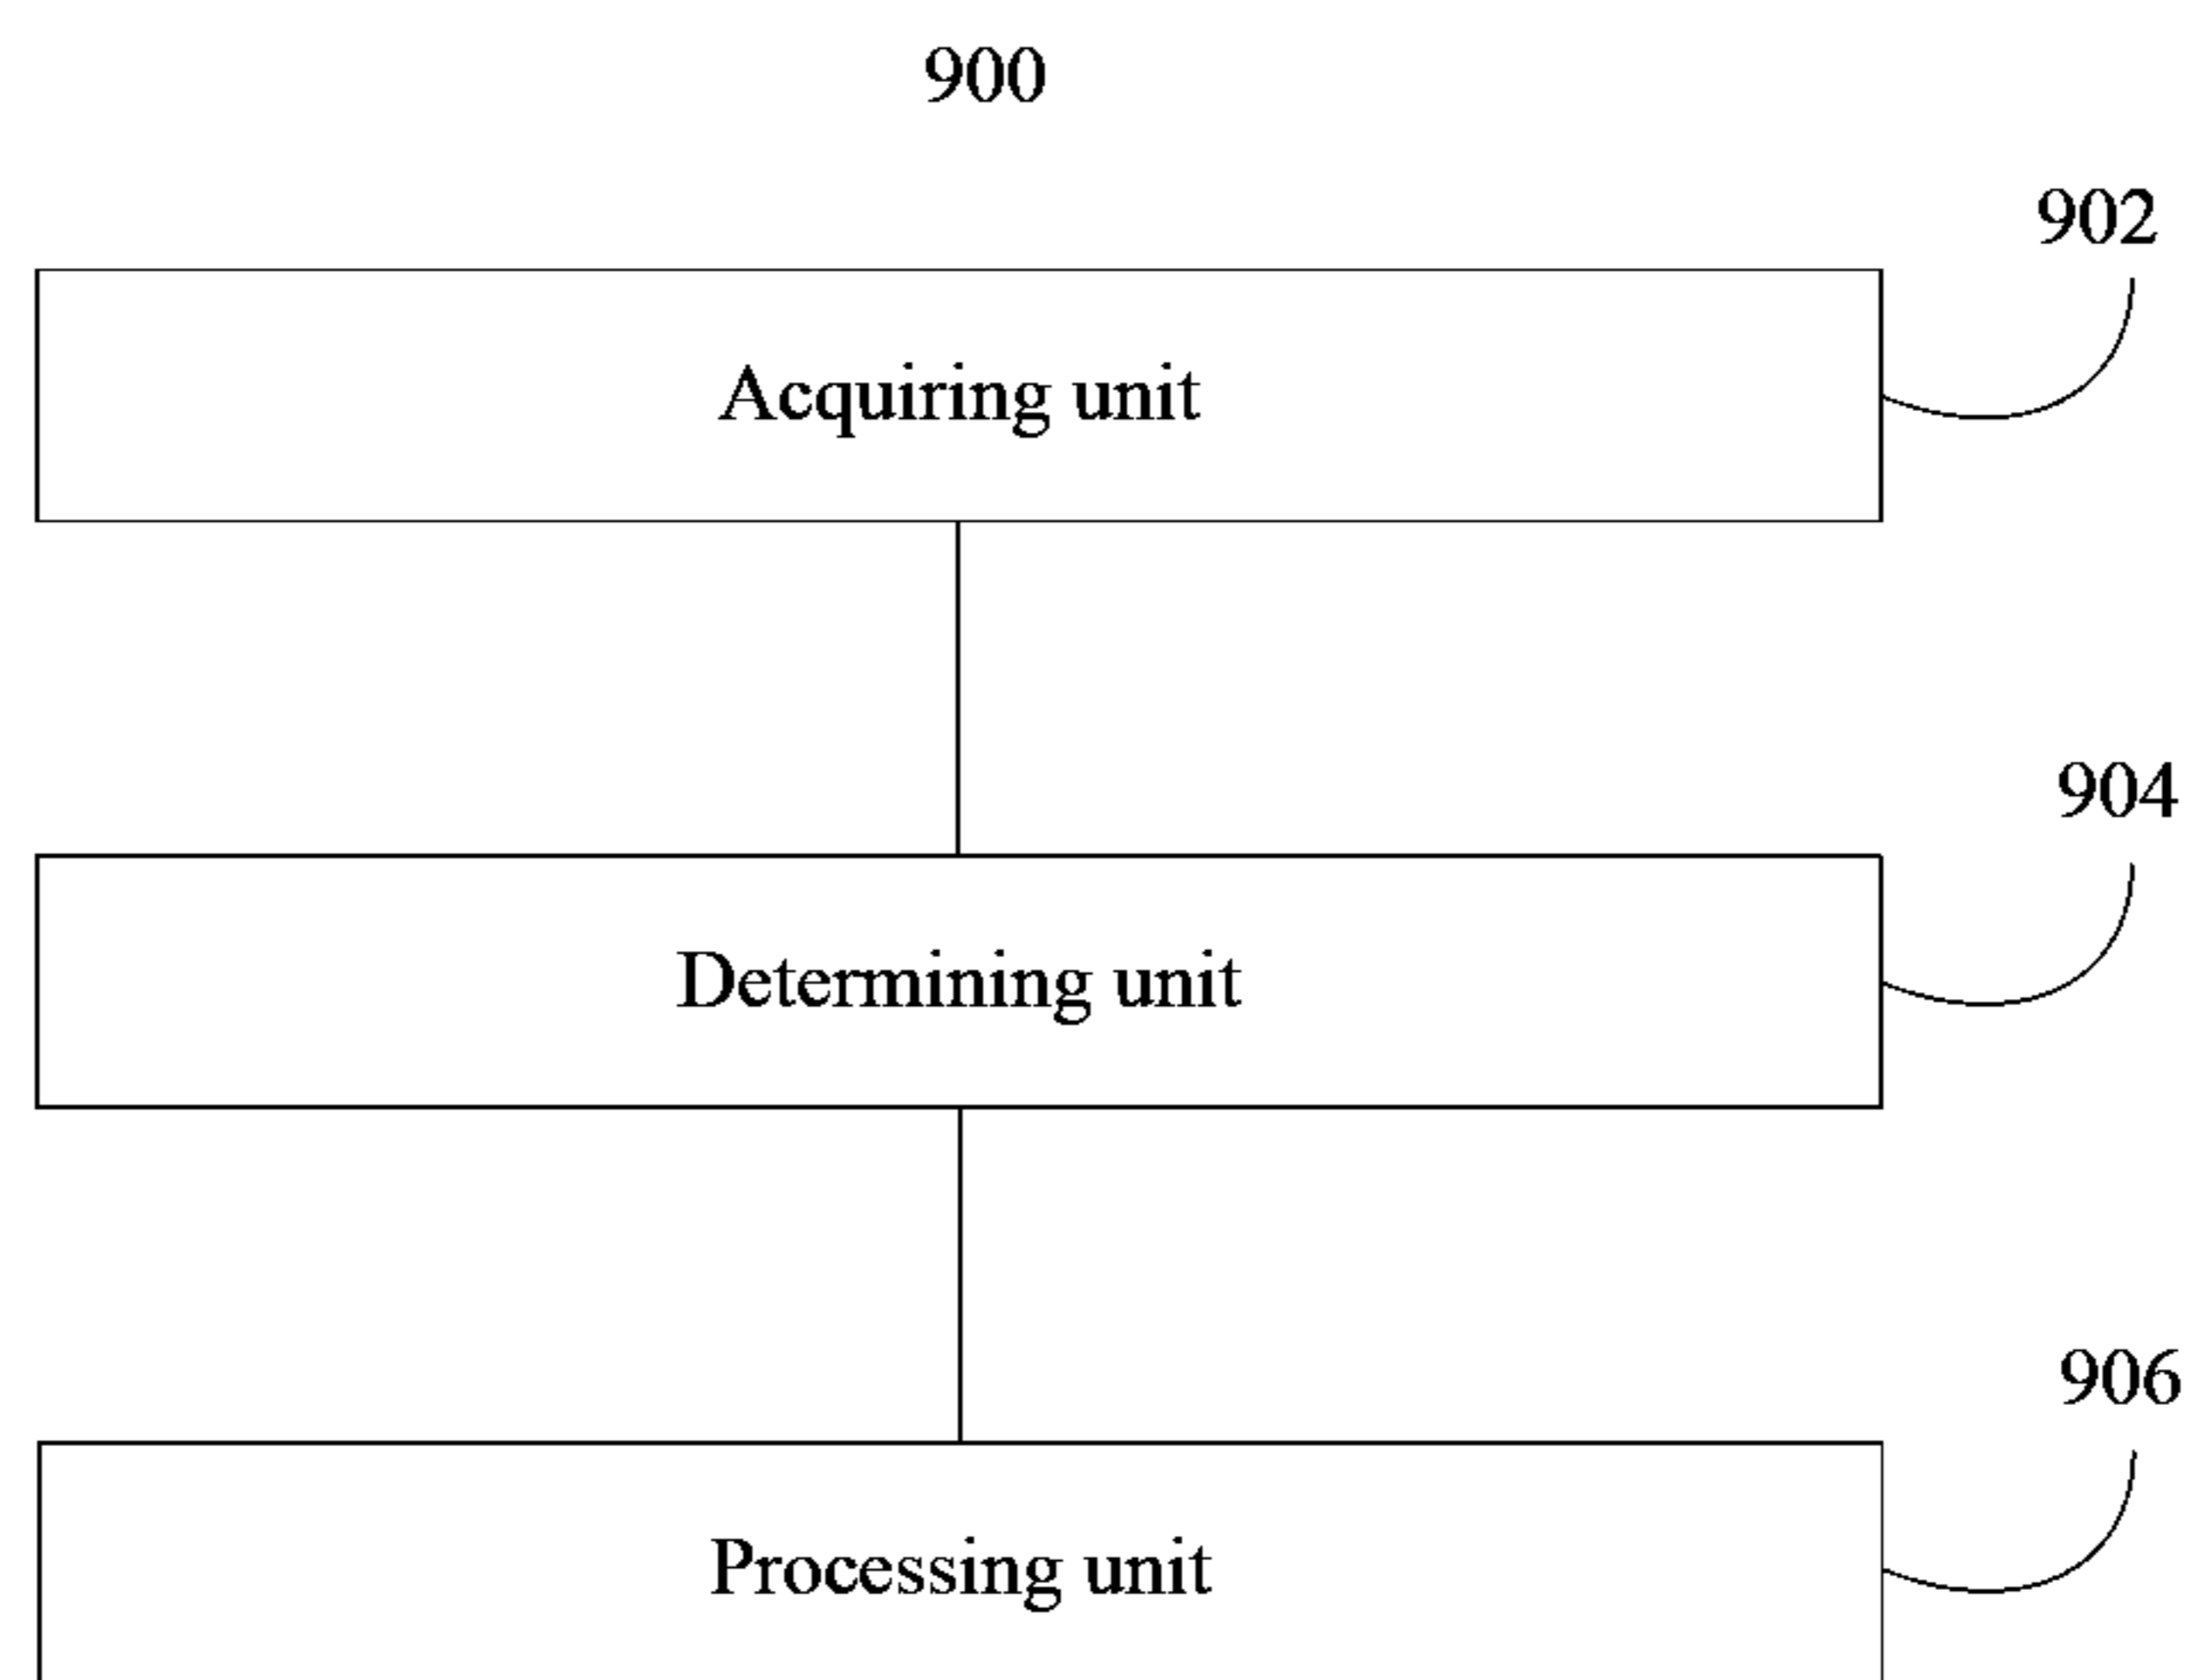 900
902
Acquiring unit
904
Determining unit
906
Processing unit